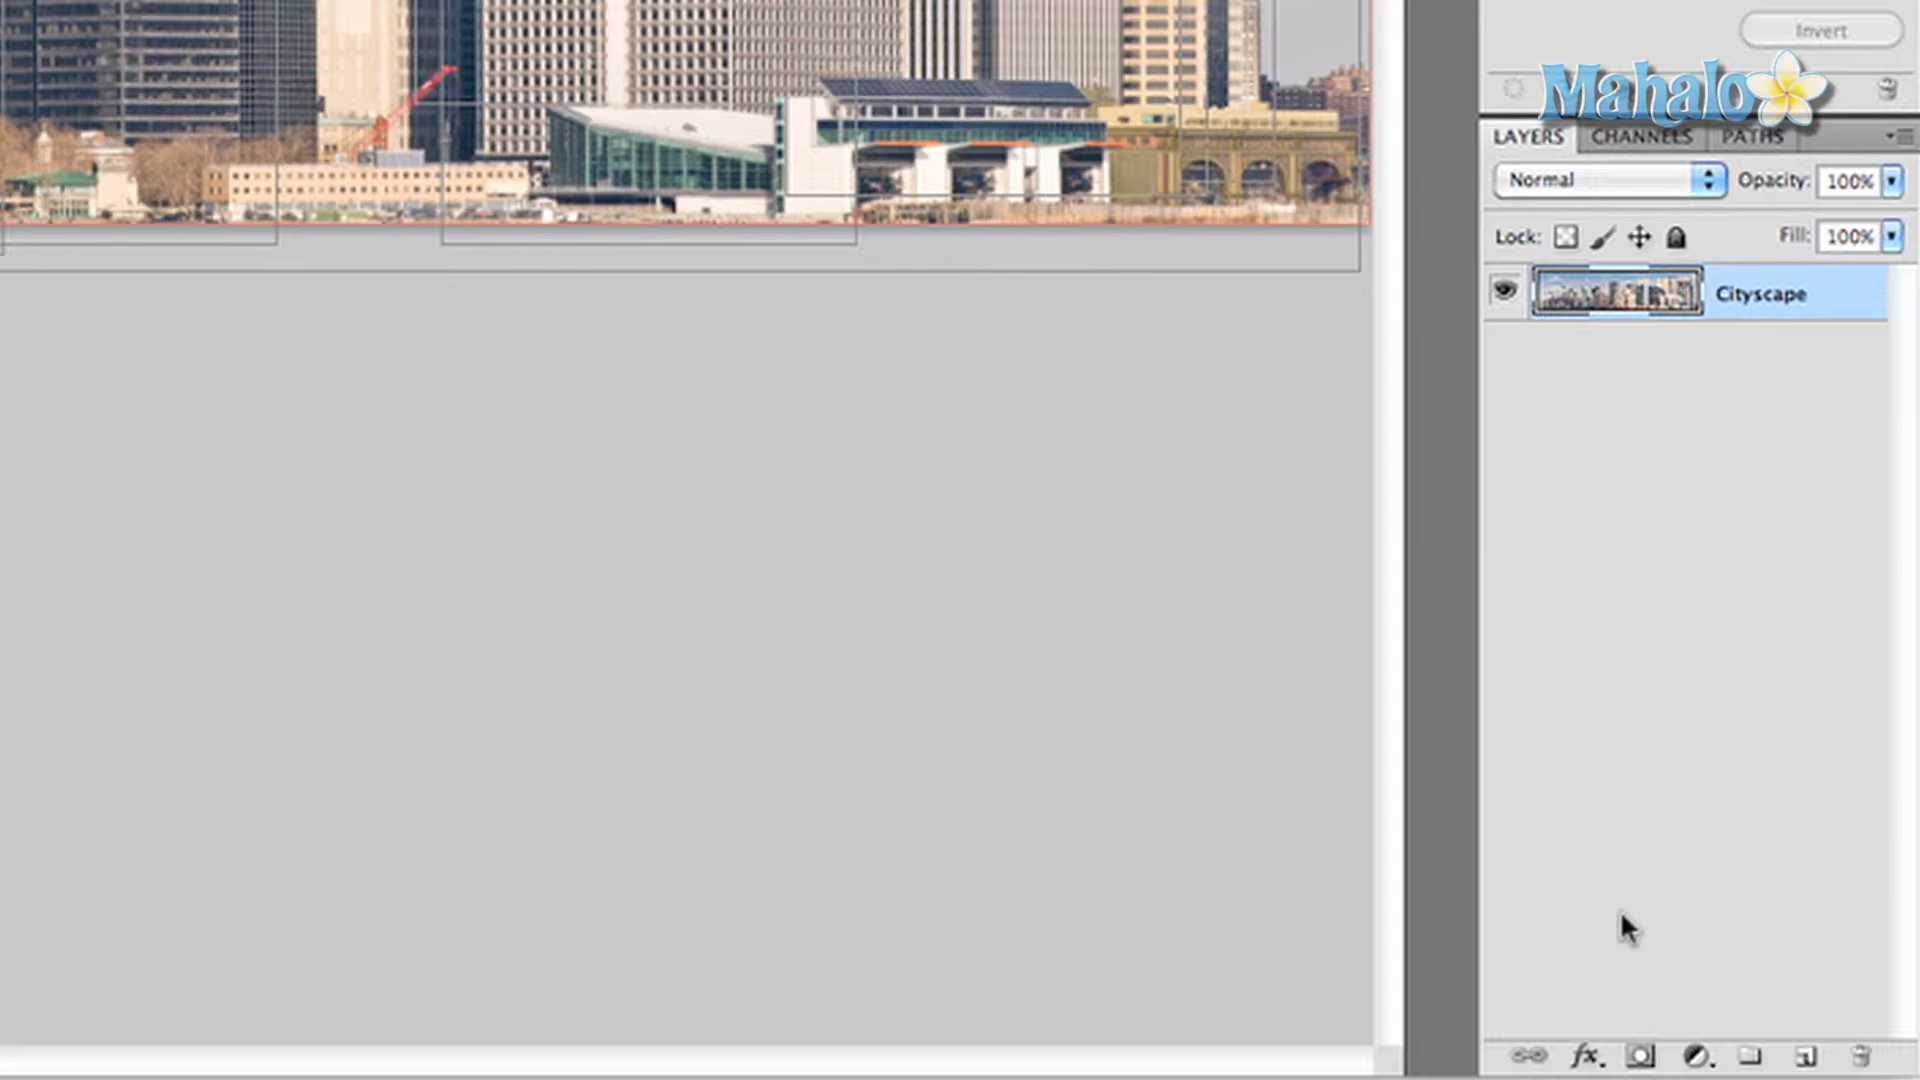 Invert
Mahalo
LAYERS CHANNELS PATHS
Normal Opacity: 100%
Lock: Fill: 100%
Cityscape
fx.